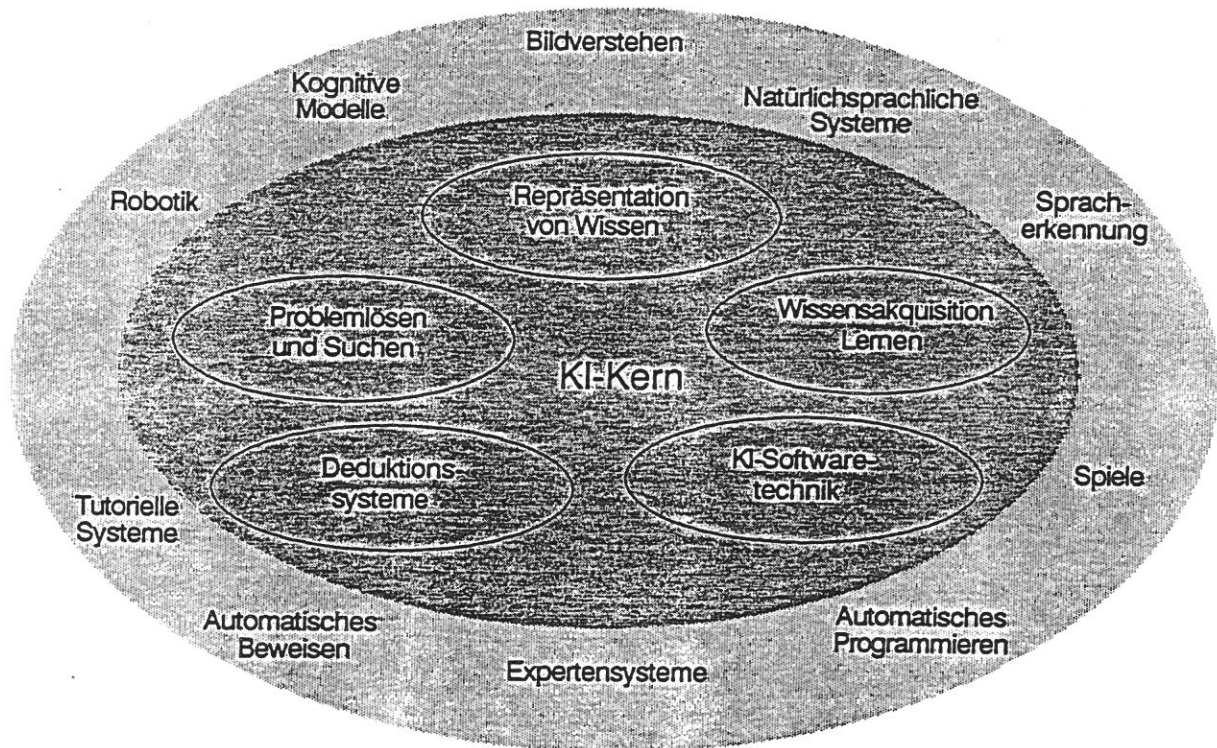 Bildverstehen
Kognitive
Modelle
Natürlichsprachliche
Systeme
Robotik
Repräsentation
von Wissen
Sprach-
erkennung
Problemlösen
und Suchen
Wissensakquisition
Lernen
KI-Kern
Deduktions-
systeme
KI-Software-
technik
Spiele
Tutorielle
Systeme
Automatisches
Beweisen
Automatisches
Programmieren
Expertensysteme